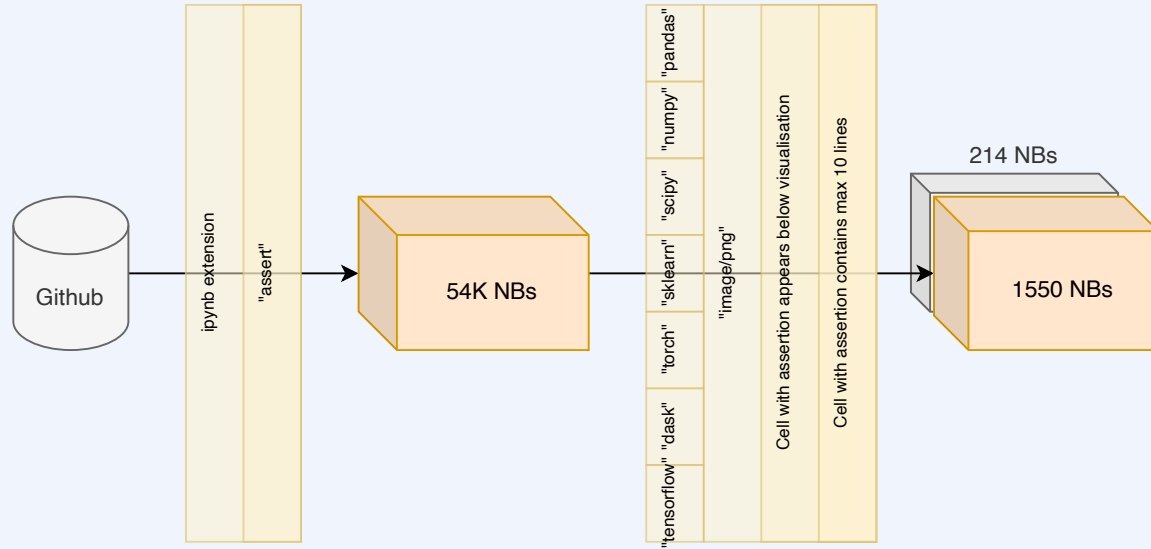 Github
ipynb extension
"assert"
54K NBs
"pandas"
"numpy"
"scipy"
"sklearn"
"torch"
"dask"
"tensorflow"
"image/png"
Cell with assertion appears below visualisation
Cell with assertion contains max 10 lines
214 NBs
1550 NBs